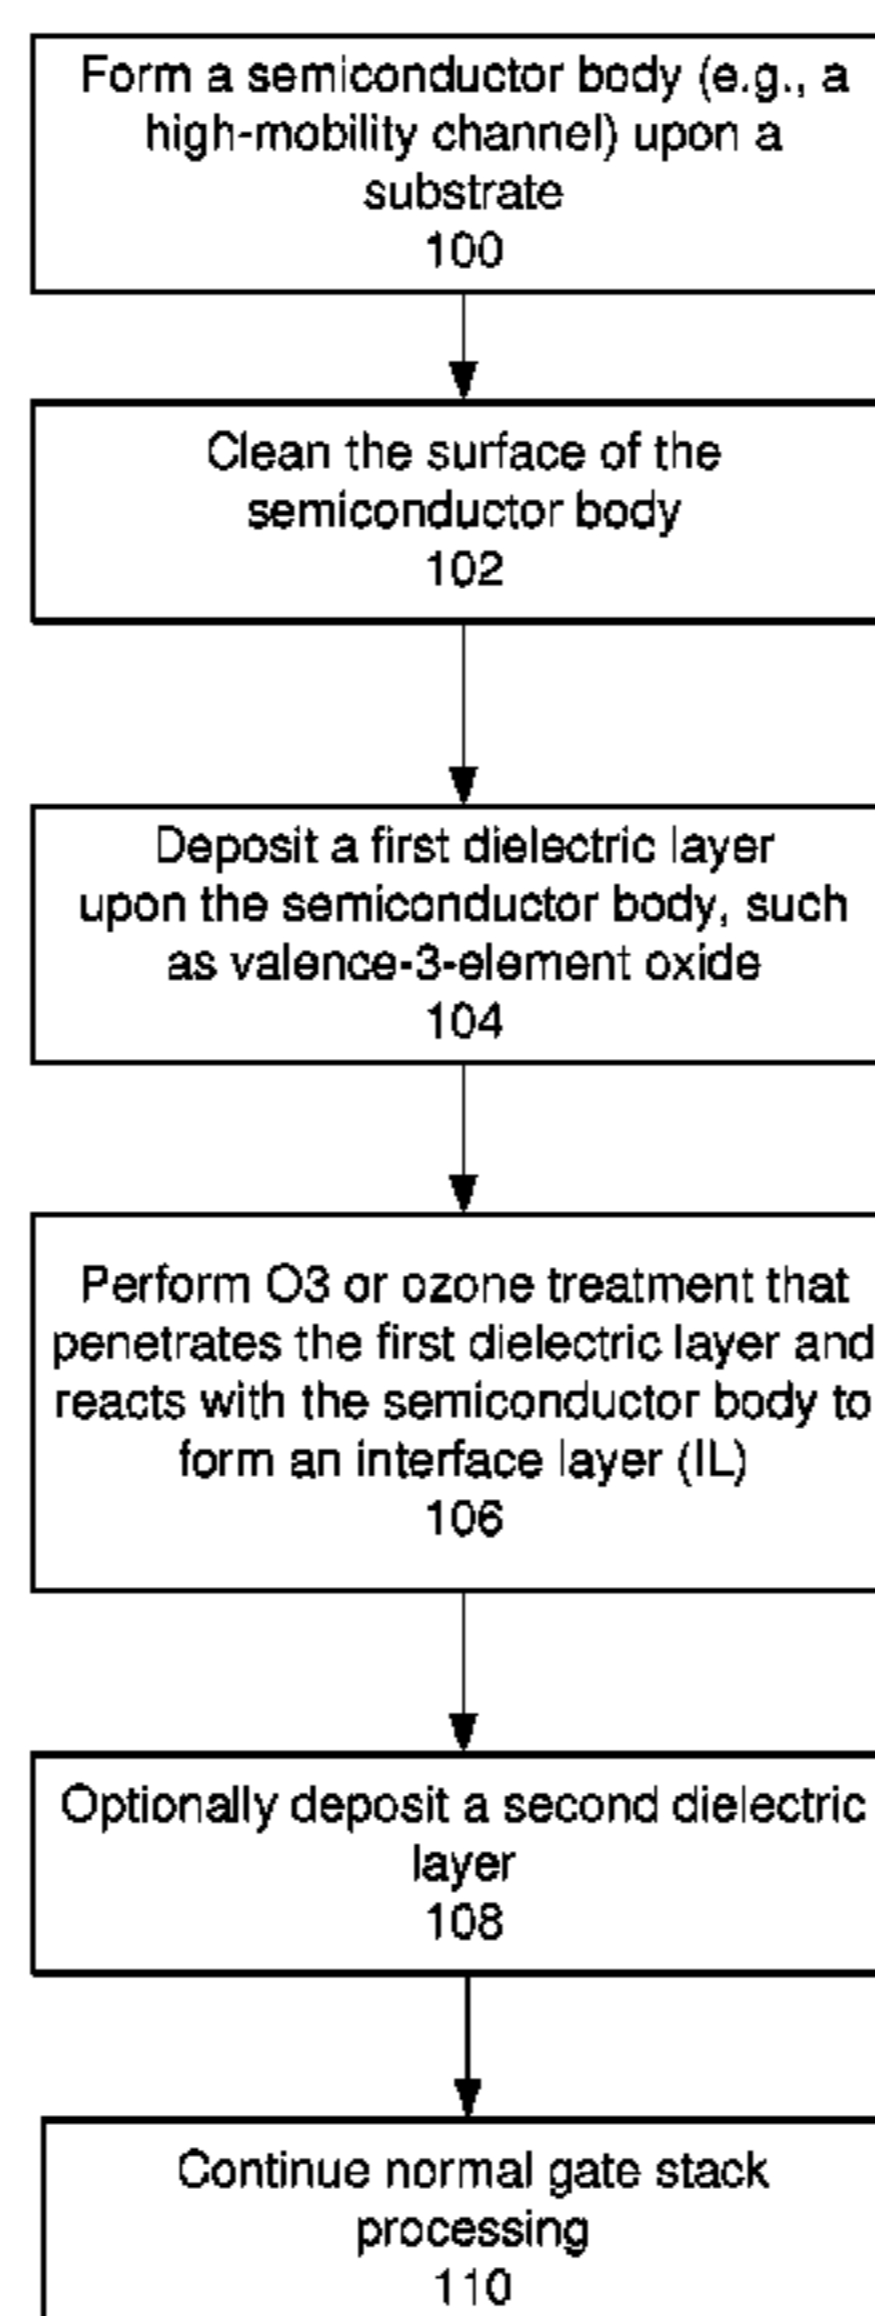 Form a semiconductor body (e.g., a
high-mobility channel) upon a
substrate
100
Clean the surface of the
semiconductor body
102
Deposit a first dielectric layer
upon the semiconductor body, such
as valence-3-element oxide
104
Perform O3 or ozone treatment that
penetrates the first dielectric layer and
reacts with the semiconductor body to
form an interface layer (IL)
106
Optionally deposit a second dielectric
layer
108
Continue normal gate stack
processing
110